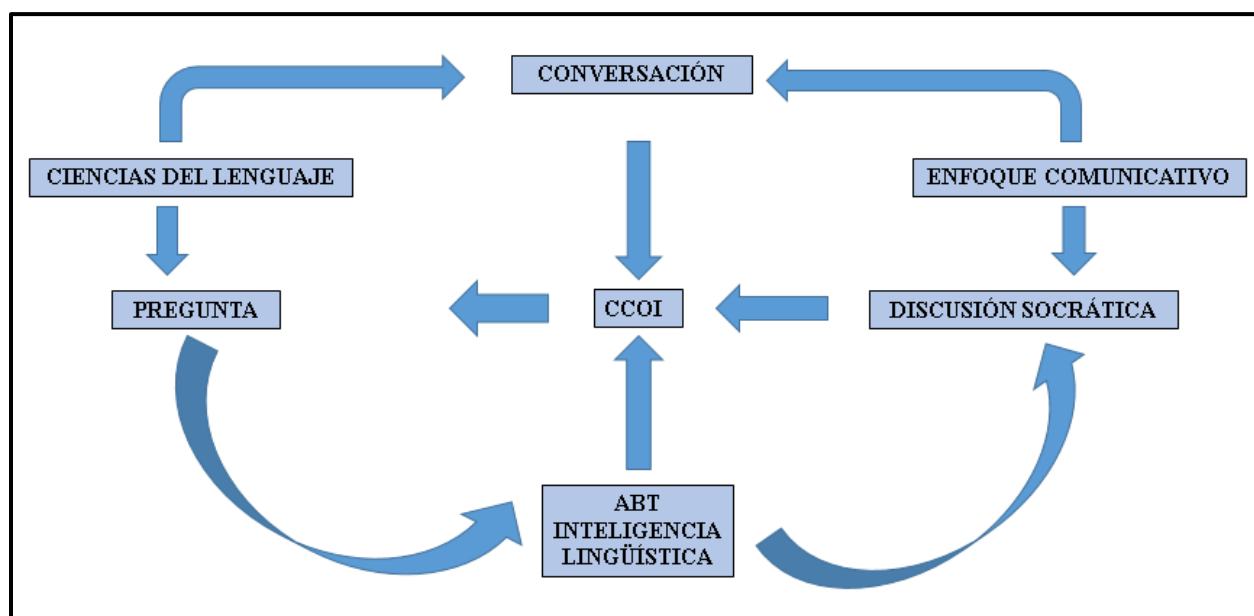 CONVERSACIÓN
CIENCIAS DEL LENGUAJE
ENFOQUE COMUNICATIVO
PREGUNTA
CCOI
DISCUSIÓN SOCRÁTICA
ABT
INTELIGENCIA
LINGÜÍSTICA